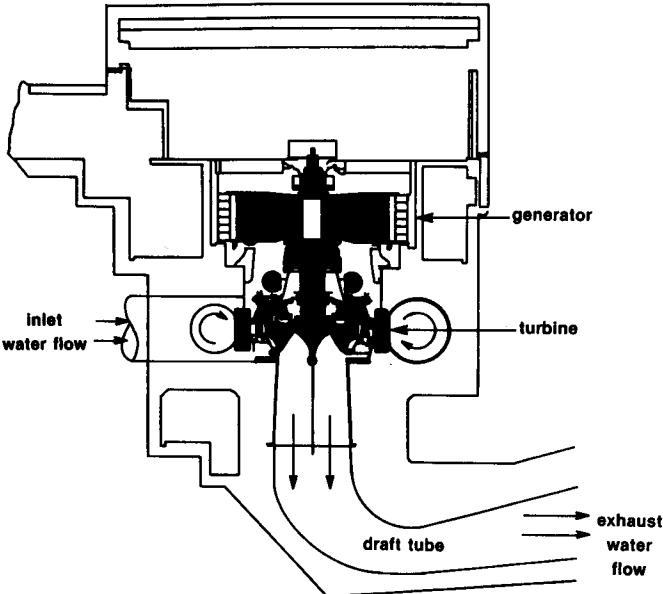 generator
inlet
water flow
turbine
draft tube
exhaust
water
flow